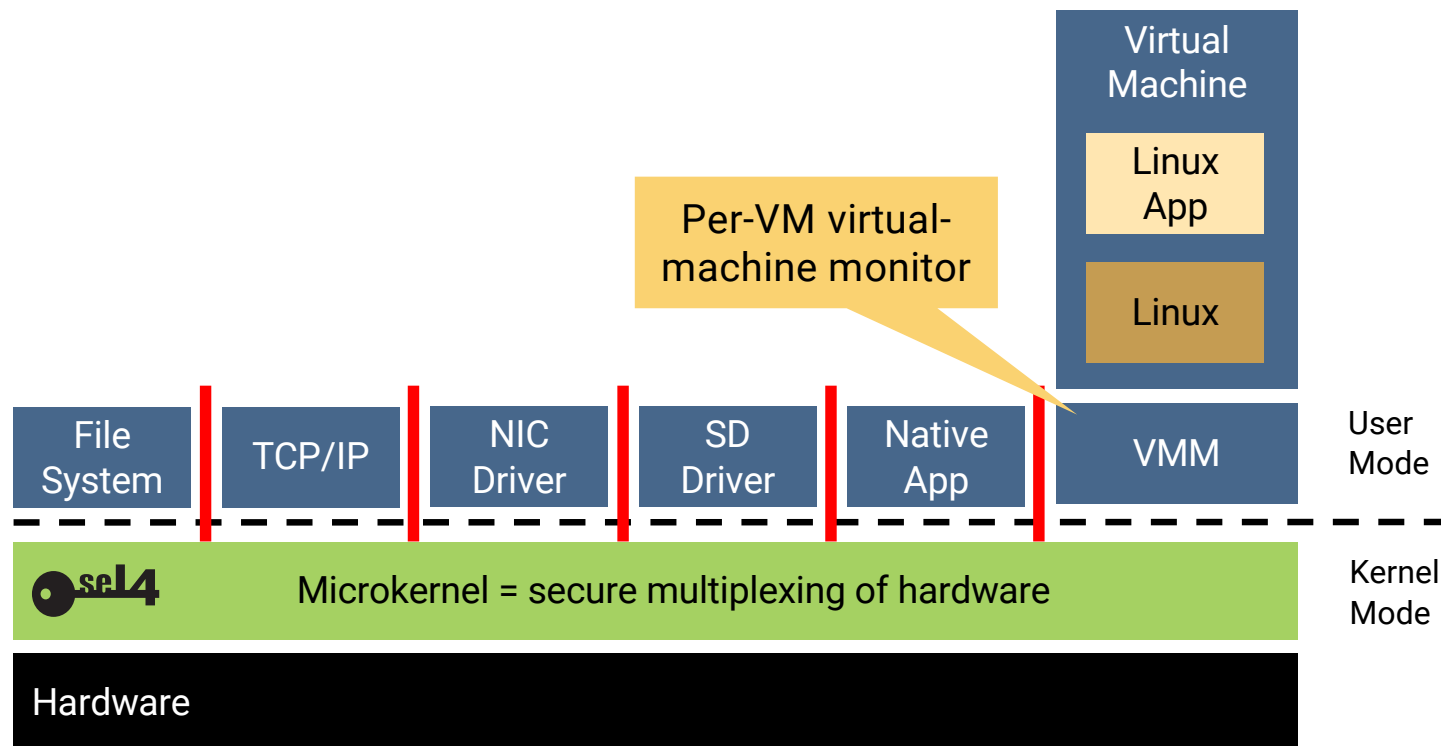 Virtual
Machine
Linux
App
Linux
Per-VM virtual-
machine monitor
File
System
TCP/IP
NIC
Driver
SD
Driver
Native
App
VMM
User
Mode
seL4
Microkernel = secure multiplexing of hardware
Kernel
Mode
Hardware